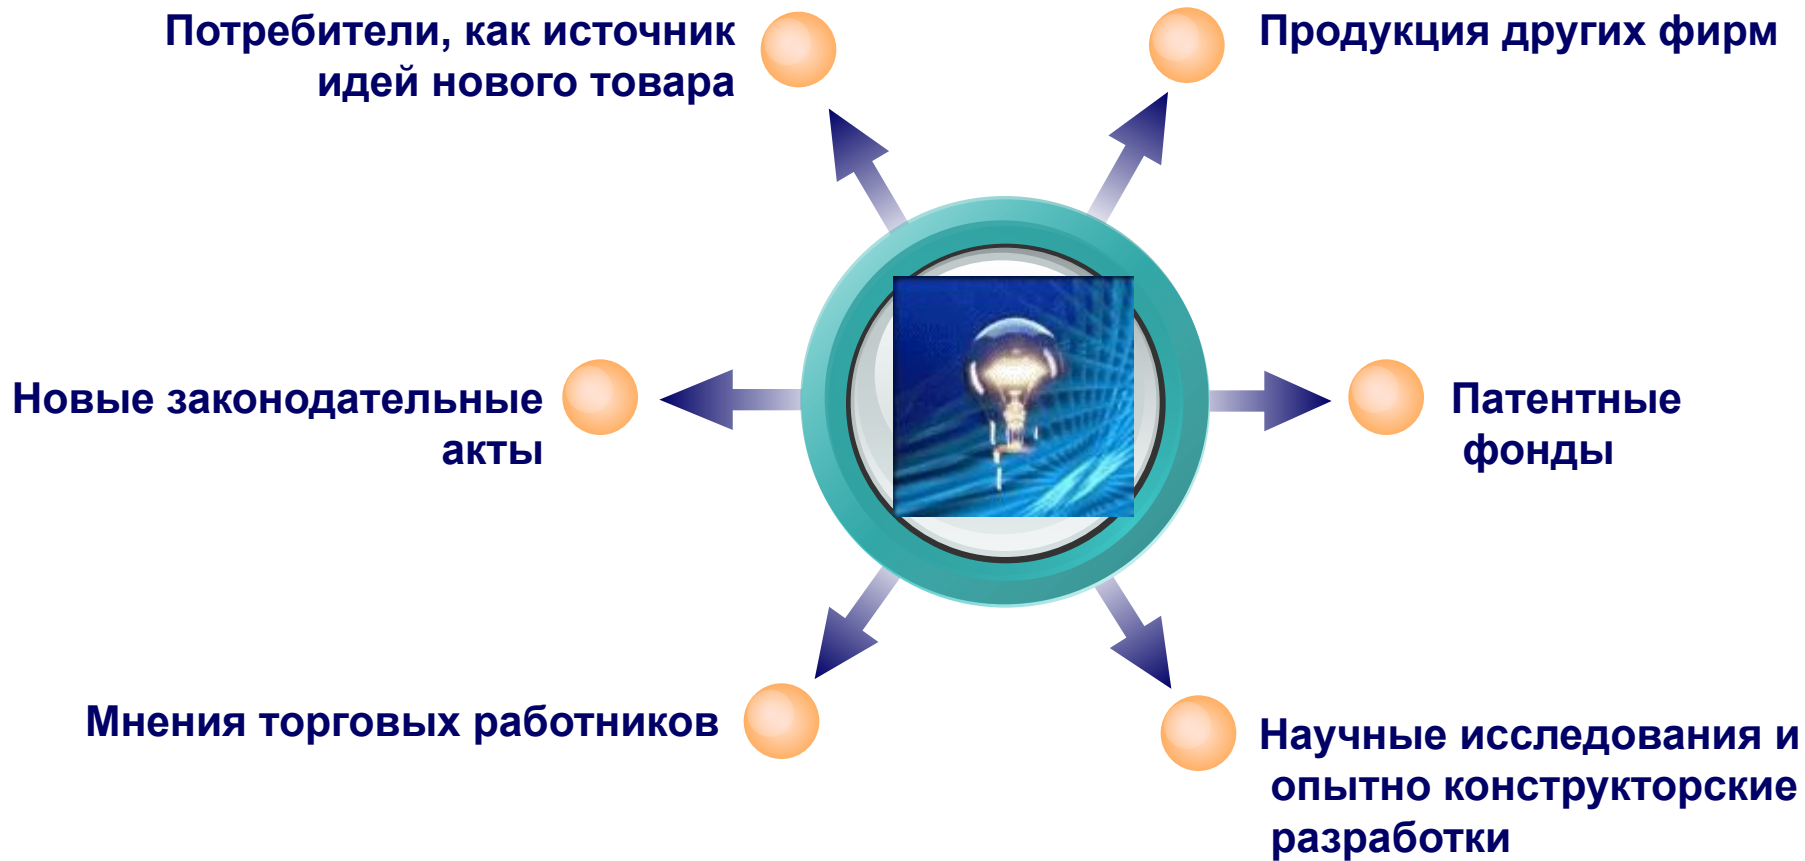 Потребители, как источник
идей нового товара
Продукция других фирм
Новые законодательные
акты
Патентные
фонды
Мнения торговых работников
Научные исследования и
опытно конструкторские
разработки